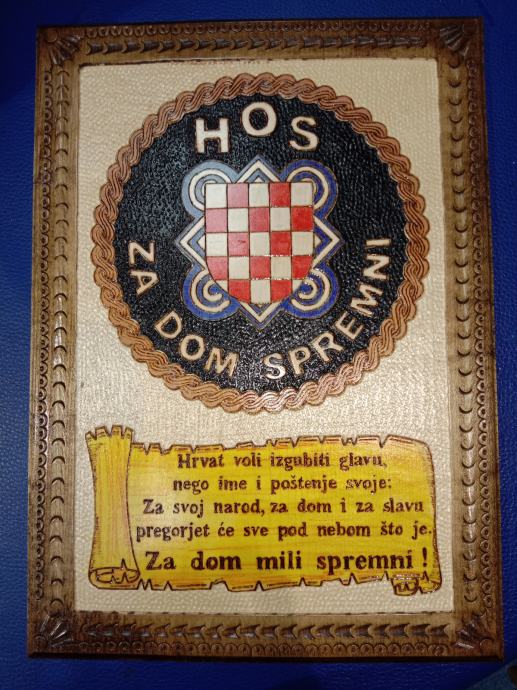 HOS
ZA DOM SPREMNI
Hrvat voli izgubiti glavu,
nego ime i poštenje svoje:
Za svoj narod, za dom i za slavu
pregorjet će sve pod nebom što je.
Za dom mili spremni !